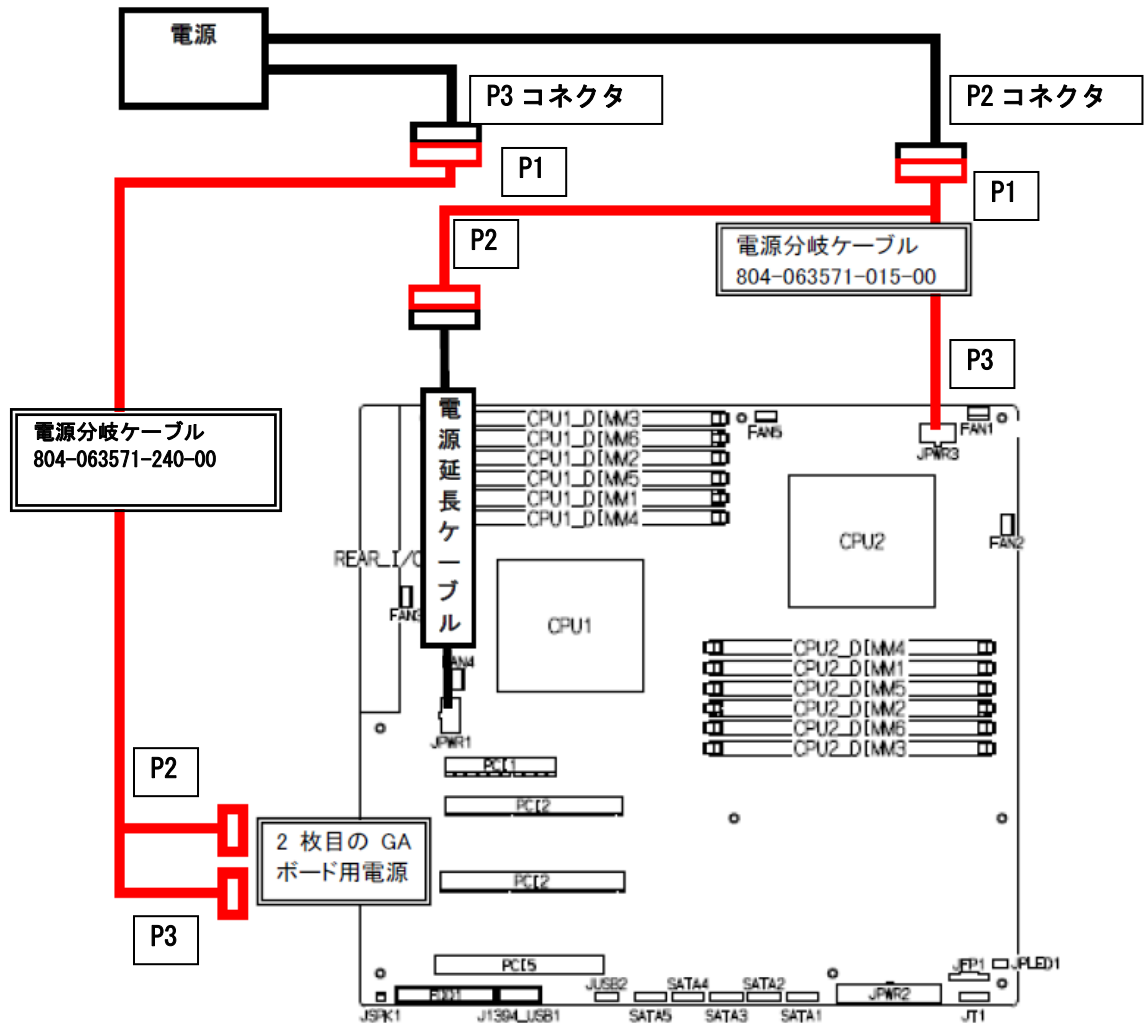 電源
P3 コネクタ
P2 コネクタ
P1
P1
P2
電源分岐ケーブル
804-063571-015-00
P3
電源分岐ケーブル
804-063571-240-00
電源延長ケーブル
CPU1_DIMM3
CPU1_DIMM6
CPU1_DIMM2
CPU1_DIMM5
CPU1_DIMM1
CPU1_DIMM4
FAN5
FAN1
JPWR3
FAN2
CPU2
REAR_I/O
FAN3
CPU1
FAN4
JPWR1
CPU2_DIMM4
CPU2_DIMM1
CPU2_DIMM5
CPU2_DIMM2
CPU2_DIMM6
CPU2_DIMM3
PCI1
PCI2
PCI2
P2
2 枚目の GA
ボード用電源
P3
PCI5
JFP1
JPLED1
FDD1
JUSB2
SATA4
SATA2
JPWR2
JSPK1
J1394_USB1
SATA5
SATA3
SATA1
JT1